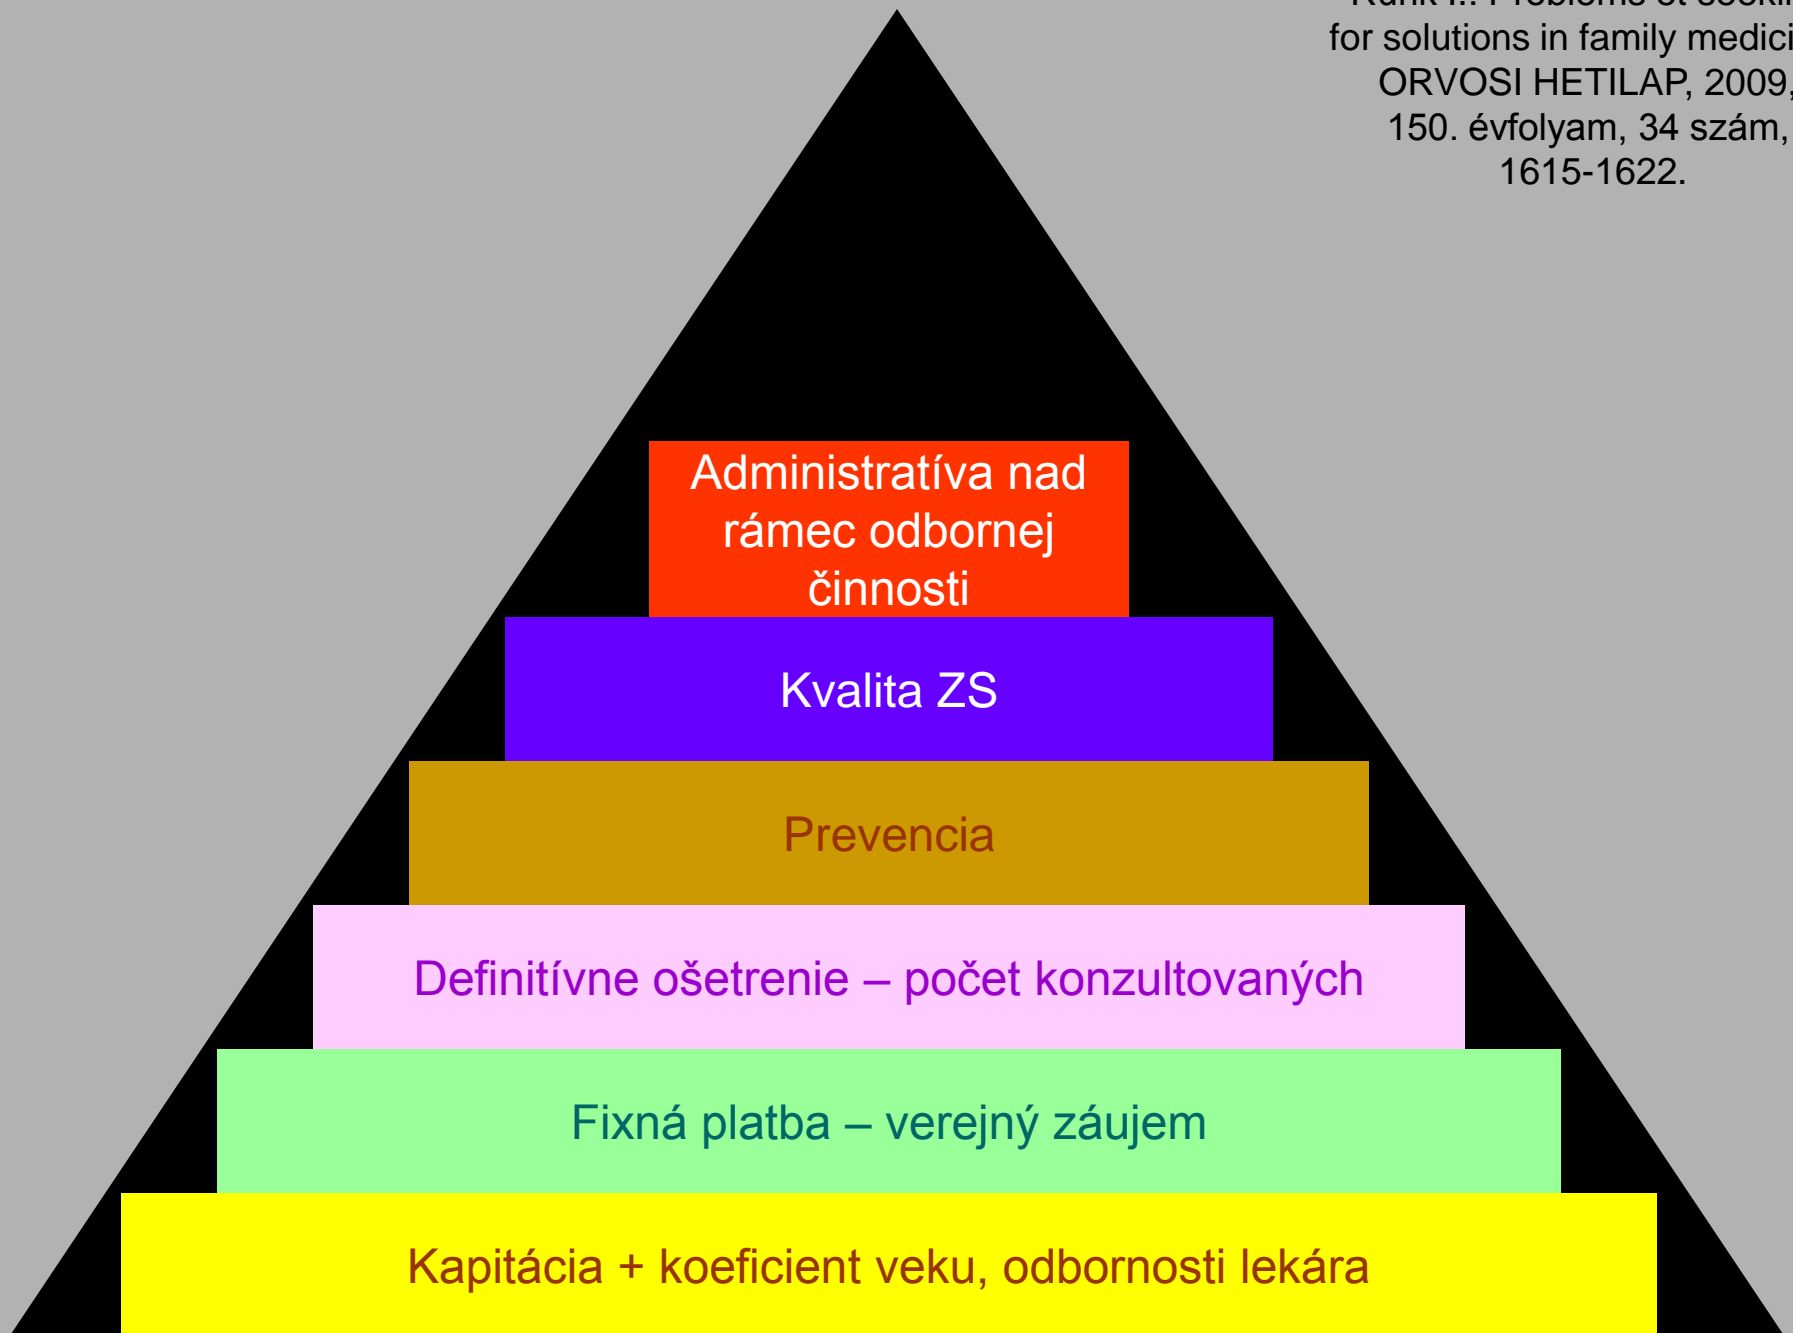 for solutions in family
ORVOSI HETILAP, 2009,
150. évfolyam, 34 szám,
1615-1622.
Administratíva nad
rámec odbornej
činnosti
Kvalita ZS
Prevencia
Definitívne ošetrenie – počet konzultovaných
Fixná platba – verejný záujem
Kapitácia + koeficient veku, odbornosti lekára